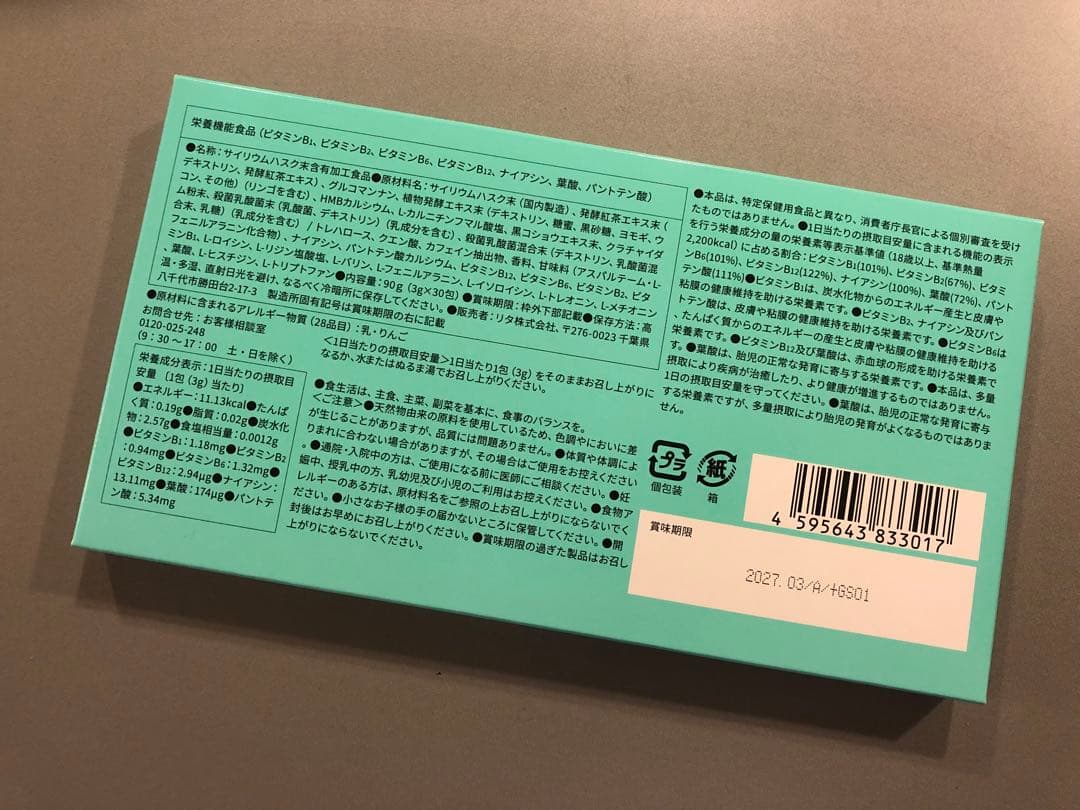 栄養機能食品（ビタミンB1、ビタミンB2、ビタミンB6、ビタミンB12、ナイアシン、葉酸、パントテン酸）
●名称：サイリウムハスク末含有加工食品●原材料名：サイリウムハスク末（国内製造）、発酵紅茶エキス末（
デキストリン、発酵紅茶エキス）、グルコマンナン、植物発酵エキス末（デキストリン、糖蜜、黒砂糖、ヨモギ、ウ
コン、その他）（リンゴを含む）、HMBカルシウム、L-カルニチンフマル酸塩、黒コショウエキス末、クラチャイダ
ム粉末、殺菌乳酸菌末（乳酸菌、デキストリン）（乳成分を含む）、殺菌乳酸菌混合末（デキストリン、乳酸菌混
合末、乳糖）（乳成分を含む）／トレハロース、クエン酸、カフェイン抽出物、香料、甘味料（アスパルテーム・L-
フェニルアラニン化合物）、ナイアシン、パントテン酸カルシウム、ビタミンB12、ビタミンB6、ビタミンB2、ビタ
ミンB1、L-ロイシン、L-リジン塩酸塩、L-バリン、L-フェニルアラニン、L-イソロイシン、L-トレオニン、L-メチオニン
、葉酸、L-ヒスチジン、L-トリプトファン●内容量：90g（3g×30包）●賞味期限：枠外下部記載●保存方法：高
温・多湿、直射日光を避け、なるべく冷暗所に保存してください。●販売者：リタ株式会社、〒276-0023 千葉県
八千代市勝田台2-17-3　製造所固有記号は賞味期限の右に記載
●原材料に含まれるアレルギー物質（28品目）：乳・りんご
お問合せ先：お客様相談室
0120-025-248
（9：30～17：00　土・日を除く）
＜1日当たりの摂取目安量＞1日当たり1包（3g）をそのままお召し上がりに
なるか、水またはぬるま湯でお召し上がりください。
栄養成分表示：1日当たりの摂取目
安量［1包（3g）当たり］
●エネルギー：11.13kcal●たんぱ
く質：0.19g●脂質：0.02g●炭水化
物：2.57g●食塩相当量：0.0012g
●ビタミンB1：1.18mg●ビタミンB2
：0.94mg●ビタミンB6：1.32mg●
ビタミンB12：2.94μg●ナイアシン：
13.11mg●葉酸：174μg●パントテ
ン酸：5.34mg
●食生活は、主食、主菜、副菜を基本に、食事のバランスを。
＜ご注意＞●天然物由来の原料を使用しているため、色調やにおいに差
が生じることがありますが、品質には問題ありません。●体質や体調によ
りまれに合わない場合がありますが、その場合はご使用をお控えください
。●通院・入院中の方は、ご使用になる前に医師にご相談ください。●妊
娠中、授乳中の方、乳幼児及び小児のご利用はお控えください。●食物ア
レルギーのある方は、原材料名をご参照の上お召し上がりにならないでく
ださい。●小さなお子様の手の届かないところに保管してください。●開
封後はお早めにお召し上がりください。●賞味期限の過ぎた製品はお召し
上がりにならないでください。
●本品は、特定保健用食品と異なり、消費者庁長官による個別審査を受け
たものではありません。●1日当たりの摂取目安量に含まれる機能の表示
を行う栄養成分の量の栄養素等表示基準値（18歳以上、基準熱量
2,200kcal）に占める割合：ビタミンB1(101%)、ビタミンB2(67%)、ビタミ
ンB6(101%)、ビタミンB12(122%)、ナイアシン(100%)、葉酸(72%)、パント
テン酸(111%)●ビタミンB1は、炭水化物からのエネルギー産生と皮膚や
粘膜の健康維持を助ける栄養素です。●ビタミンB2、ナイアシン及びパン
トテン酸は、皮膚や粘膜の健康維持を助ける栄養素です。●ビタミンB6は
、たんぱく質からのエネルギーの産生と皮膚や粘膜の健康維持を助ける
栄養素です。●ビタミンB12及び葉酸は、赤血球の形成を助ける栄養素で
す。●葉酸は、胎児の正常な発育に寄与する栄養素です。●本品は、多量
摂取により疾病が治癒したり、より健康が増進するものではありません。
1日の摂取目安量を守ってください。●葉酸は、胎児の正常な発育に寄与
する栄養素ですが、多量摂取により胎児の発育がよくなるものではありま
せん。
プラ
個包装
紙
箱
4 595643 833017
賞味期限
2027.03/A/+GS01